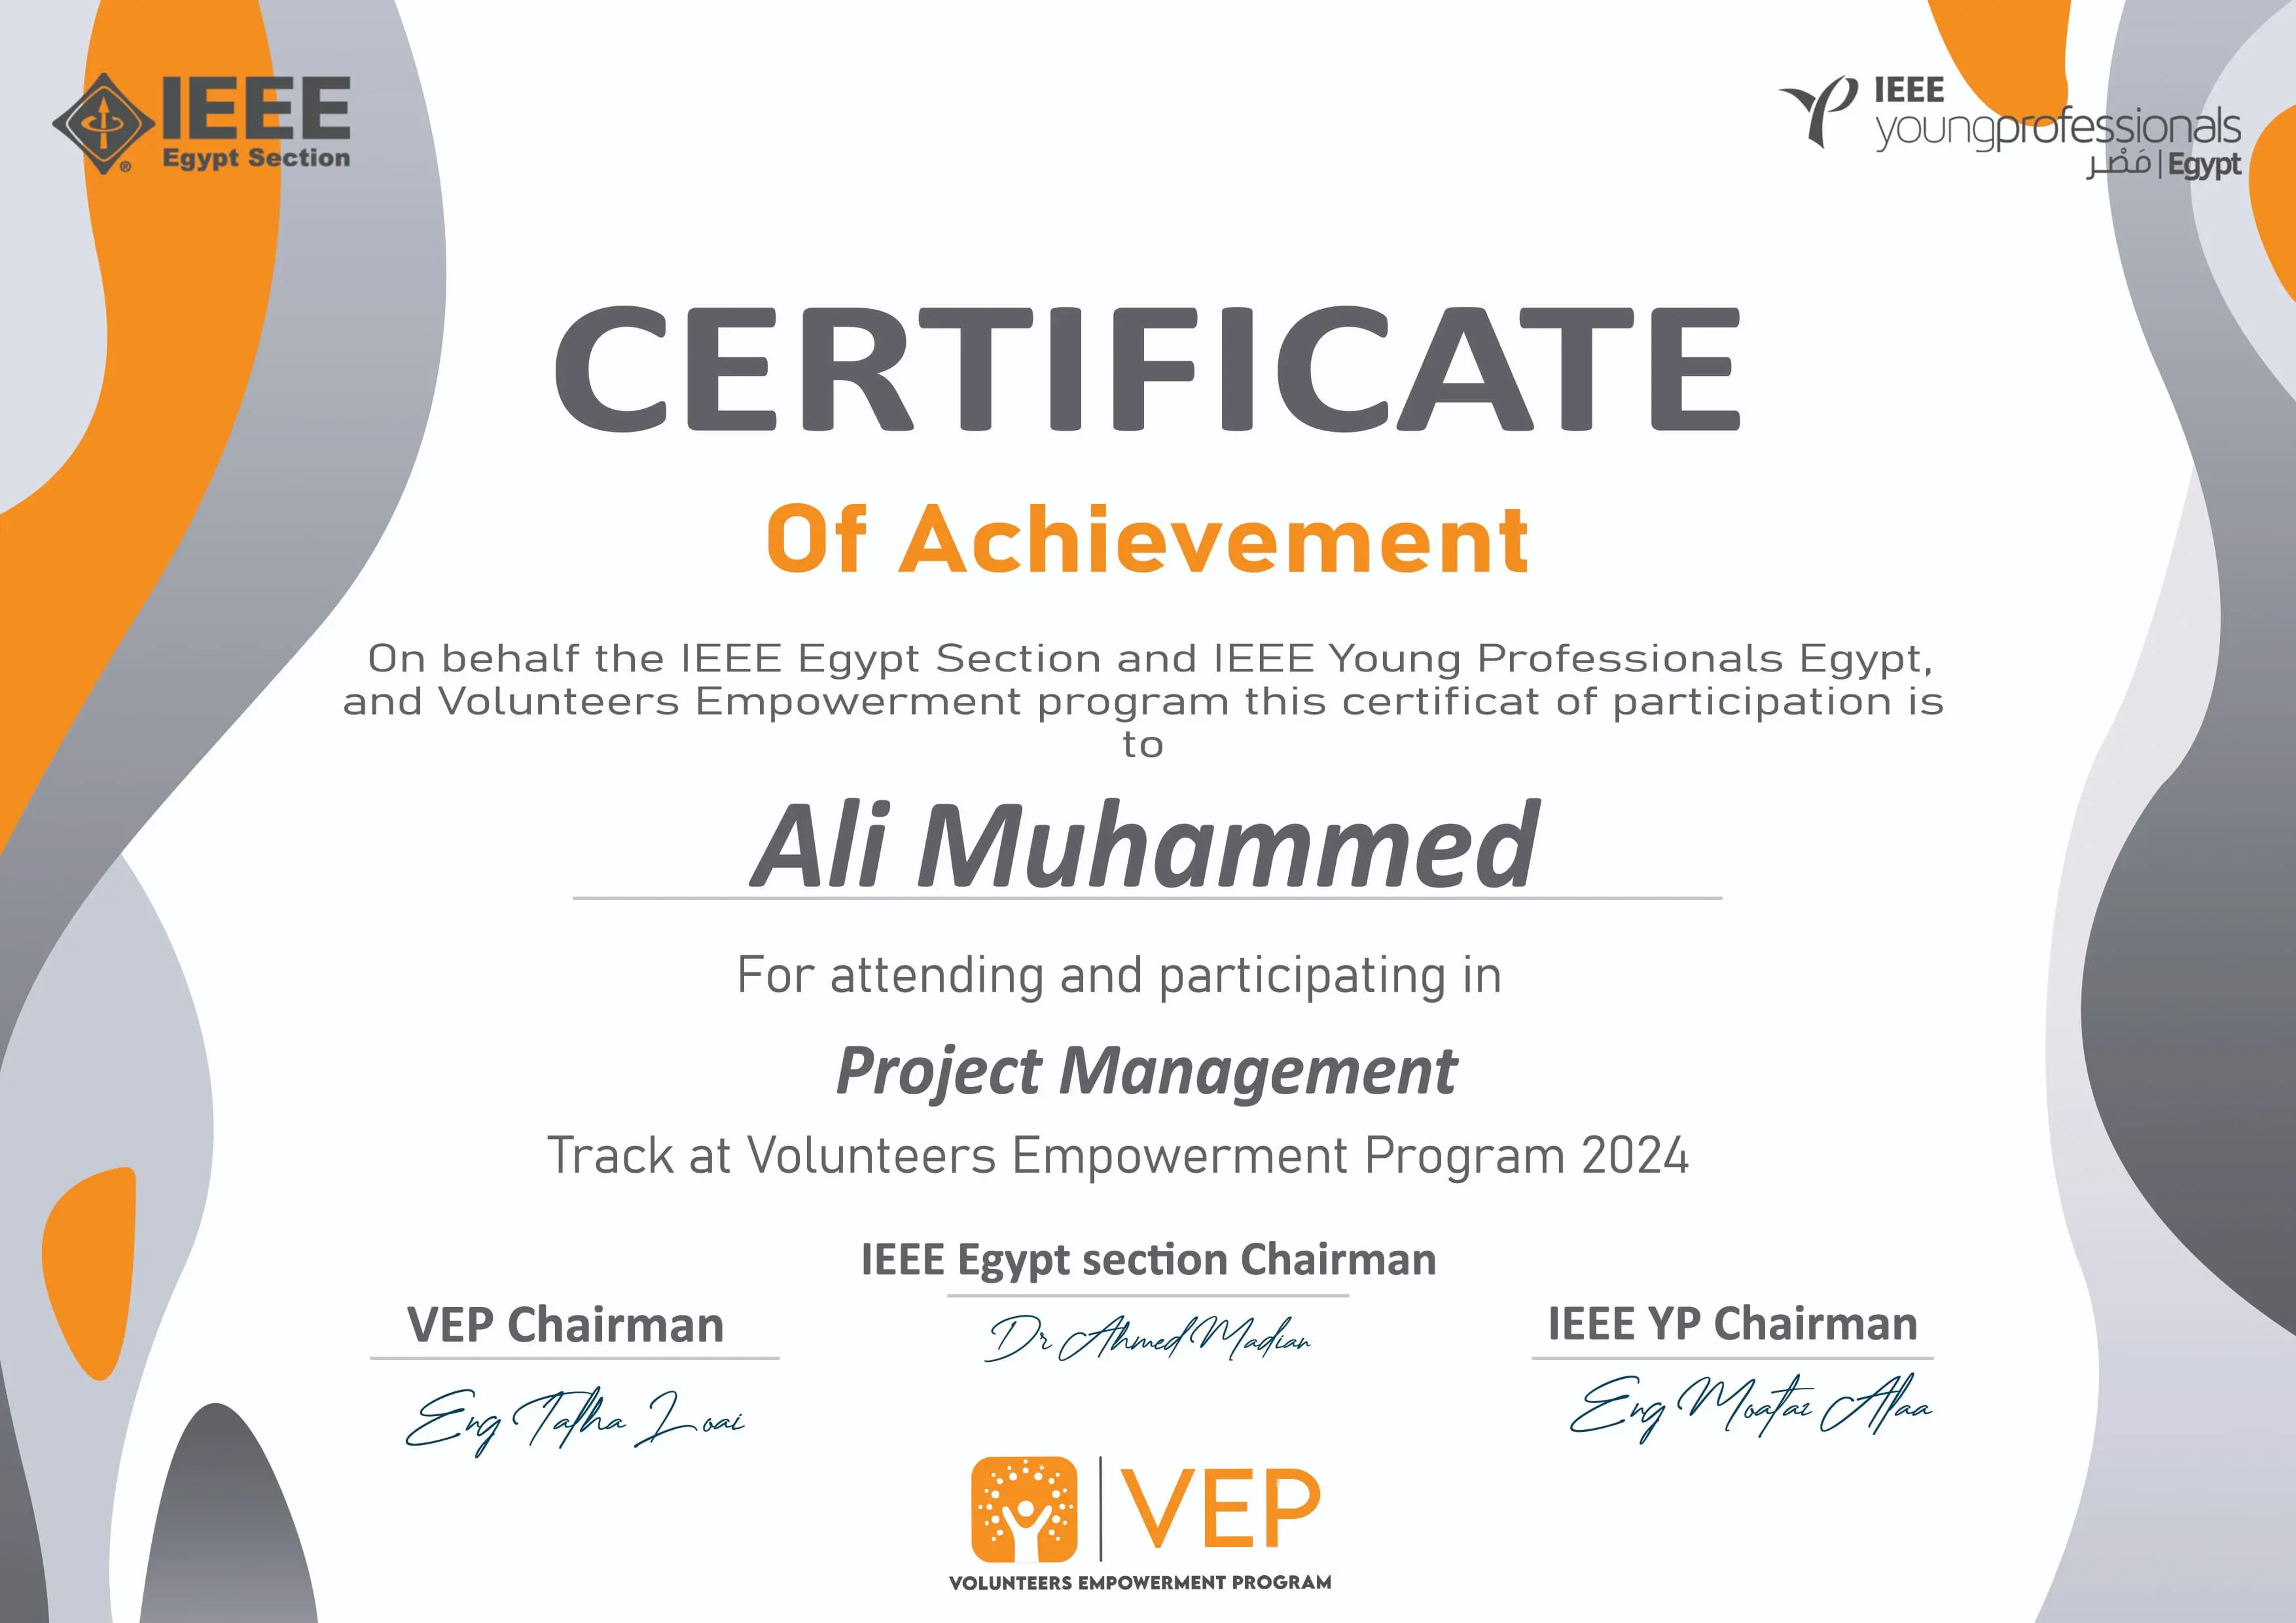 IEEE
Egypt Section
IEEE
youngprofessionals
مَصْر | Egypt
CERTIFICATE
Of Achievement
On behalf the IEEE Egypt Section and IEEE Young Professionals Egypt,
and Volunteers Empowerment program this certificat of participation is
to
Ali Muhammed
For attending and participating in
Project Management
Track at Volunteers Empowerment Program 2024
IEEE Egypt section Chairman
Dr Ahmed Madian
VEP Chairman
Eng Talha Loai
IEEE YP Chairman
Eng Moataz Alaa
VEP
VOLUNTEERS EMPOWERMENT PROGRAM